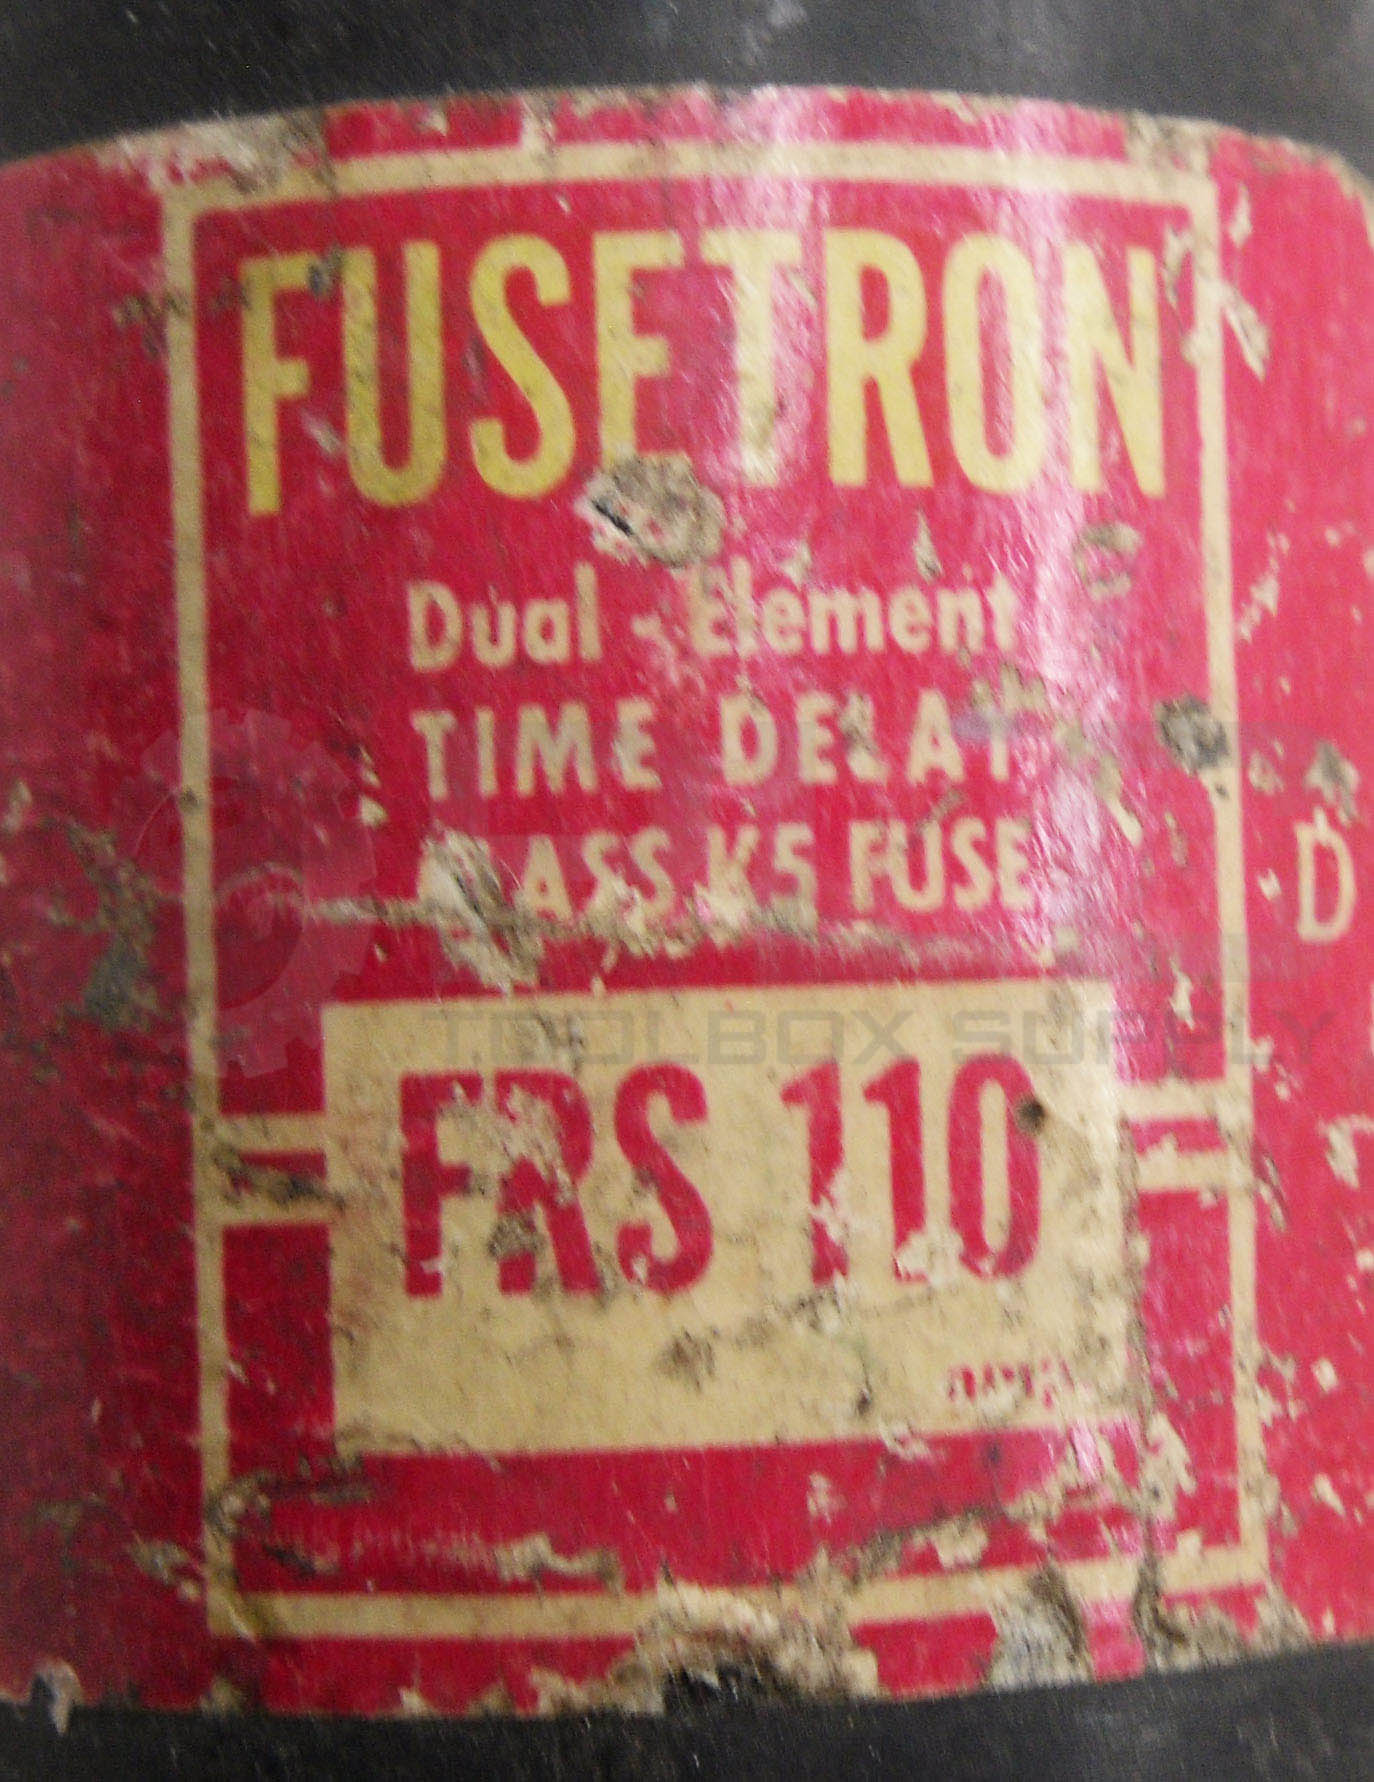 FUSETRON
Dual - Element
TIME DELAY
CLASS K5 FUSE
D
FRS 110
TOOLBOX SUPPLY